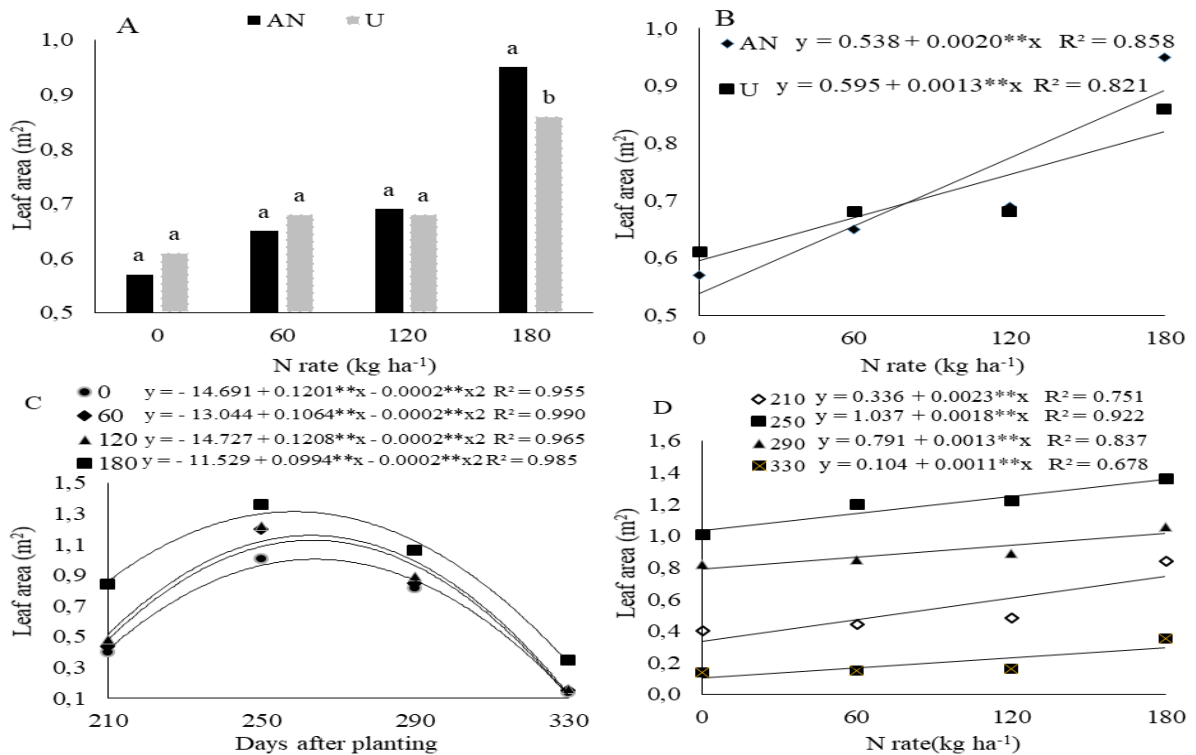 A
AN U
1,0
0,9
0,8
0,7
0,6
0,5
Leaf area (m²)
a a
a a
a a
a b
0 60 120 180
N rate (kg ha⁻¹)
B
AN y = 0.538 + 0.0020**x R² = 0.858
U y = 0.595 + 0.0013**x R² = 0.821
1,0
0,9
0,8
0,7
0,6
0,5
Leaf area (m²)
0 60 120 180
N rate (kg ha⁻¹)
C
0 y = - 14.691 + 0.1201**x - 0.0002**x2 R² = 0.955
60 y = - 13.044 + 0.1064**x - 0.0002**x2 R² = 0.990
120 y = - 14.727 + 0.1208**x - 0.0002**x2 R² = 0.965
180 y = - 11.529 + 0.0994**x - 0.0002**x2 R² = 0.985
1,5
1,3
1,1
0,9
0,7
0,5
0,3
0,1
Leaf area (m²)
210 250 290 330
Days after planting
D
210 y = 0.336 + 0.0023**x R² = 0.751
250 y = 1.037 + 0.0018**x R² = 0.922
290 y = 0.791 + 0.0013**x R² = 0.837
330 y = 0.104 + 0.0011**x R² = 0.678
1,6
1,4
1,2
1,0
0,8
0,6
0,4
0,2
0,0
Leaf area (m²)
0 60 120 180
N rate(kg ha⁻¹)